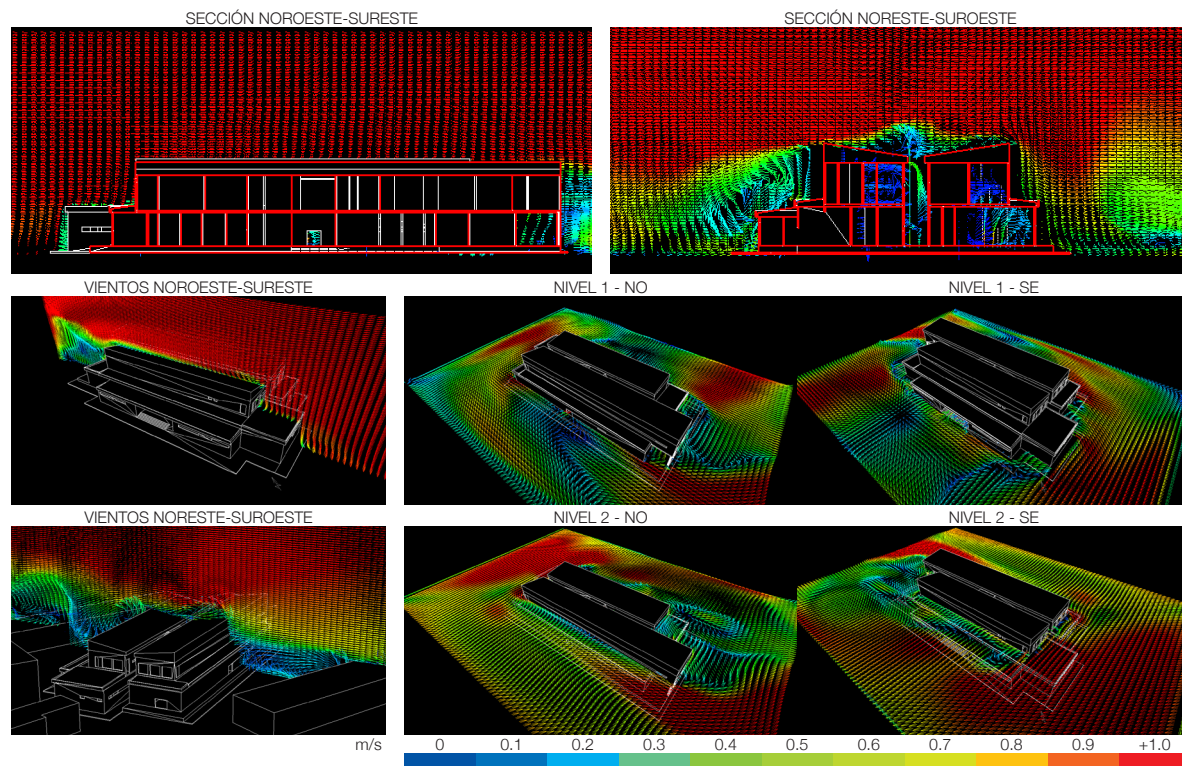 SECCIÓN NOROESTE-SURESTE
SECCIÓN NORESTE-SUROESTE
VIENTOS NOROESTE-SURESTE
NIVEL 1 - NO
NIVEL 1 - SE
VIENTOS NORESTE-SUROESTE
NIVEL 2 - NO
NIVEL 2 - SE
m/s 0 0.1 0.2 0.3 0.4 0.5 0.6 0.7 0.8 0.9 +1.0